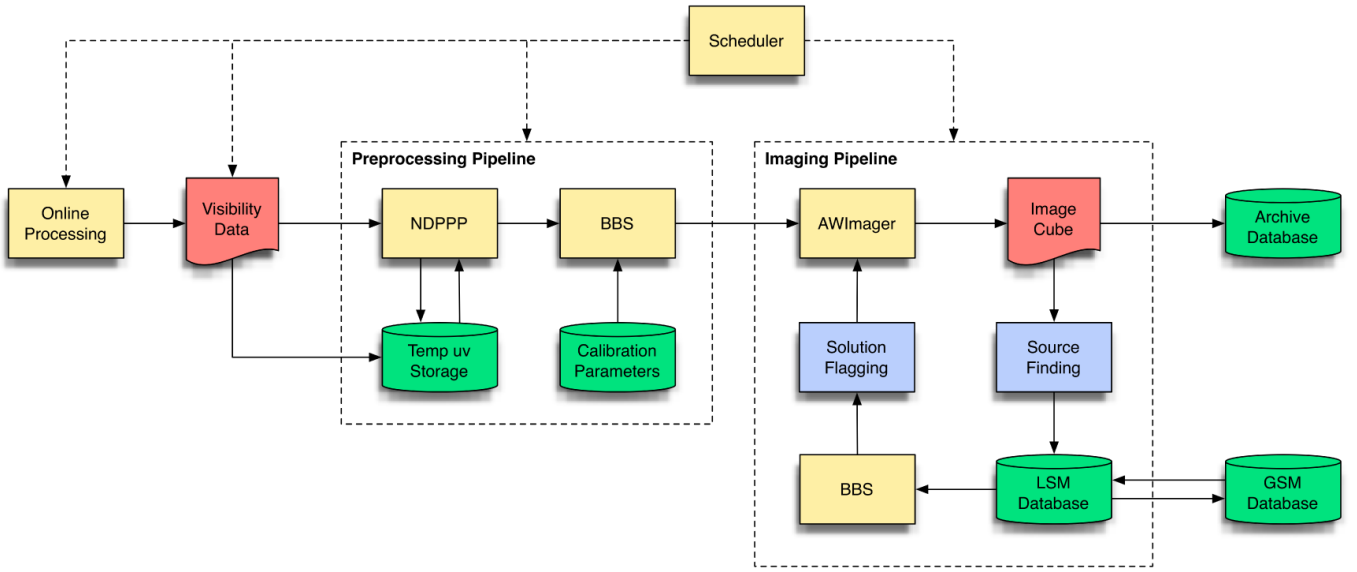 Scheduler
Preprocessing Pipeline
Imaging Pipeline
Online
Processing
Visibility
Data
NDPPP
BBS
AWImager
Image
Cube
Archive
Database
Temp uv
Storage
Calibration
Parameters
Solution
Flagging
Source
Finding
BBS
LSM
Database
GSM
Database